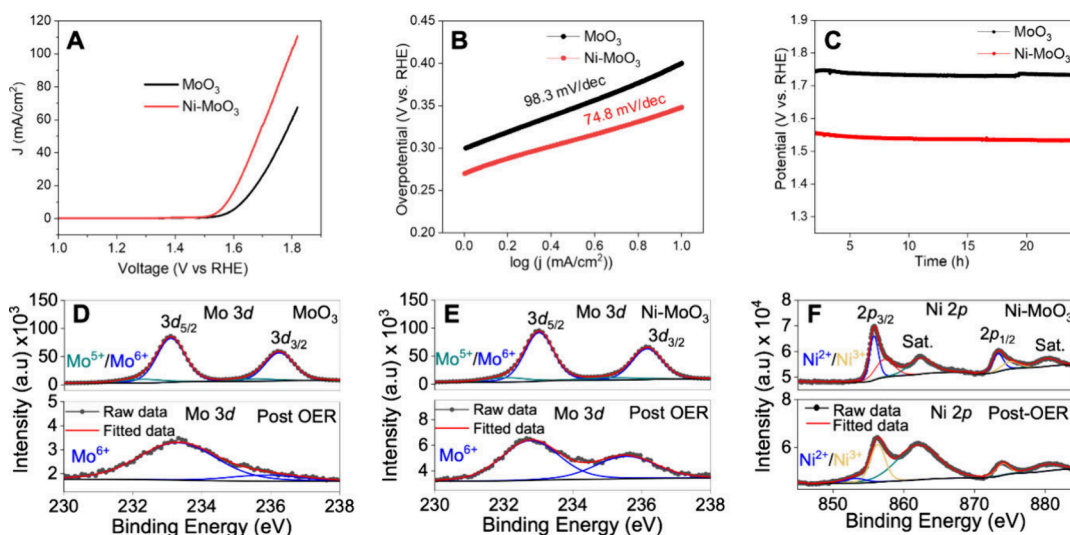 A
MoO₃
Ni-MoO₃
J (mA/cm²)
120
100
80
60
40
20
0
1.0 1.2 1.4 1.6 1.8
Voltage (V vs RHE)
B
MoO₃
Ni-MoO₃
98.3 mV/dec
74.8 mV/dec
Overpotential (V vs. RHE)
0.45
0.40
0.35
0.30
0.25
0.20
0.0 0.2 0.4 0.6 0.8 1.0
log (j (mA/cm²))
C
MoO₃
Ni-MoO₃
Potential (V vs. RHE)
1.9
1.8
1.7
1.6
1.5
1.4
1.3
5 10 15 20
Time (h)
D
Mo 3d MoO₃
3d5/2
3d3/2
Mo⁵⁺/Mo⁶⁺
150
100
50
0
Raw data
Fitted data
Mo 3d Post OER
Mo⁶⁺
5
4
3
2
Intensity (a.u) x 10³
230 232 234 236 238
Binding Energy (eV)
E
Mo 3d Ni-MoO₃
3d5/2
3d3/2
Mo⁵⁺/Mo⁶⁺
150
100
50
0
Raw data
Fitted data
Mo 3d Post OER
Mo⁶⁺
8
6
4
Intensity (a.u) x 10³
230 232 234 236 238
Binding Energy (eV)
F
Ni 2p Ni-MoO₃
2p3/2
Sat.
2p1/2
Sat.
Ni²⁺/Ni³⁺
8
7
6
5
Raw data
Fitted data
Ni 2p Post-OER
Ni²⁺/Ni³⁺
6
Intensity (a.u) x 10⁴
850 860 870 880
Binding Energy (eV)